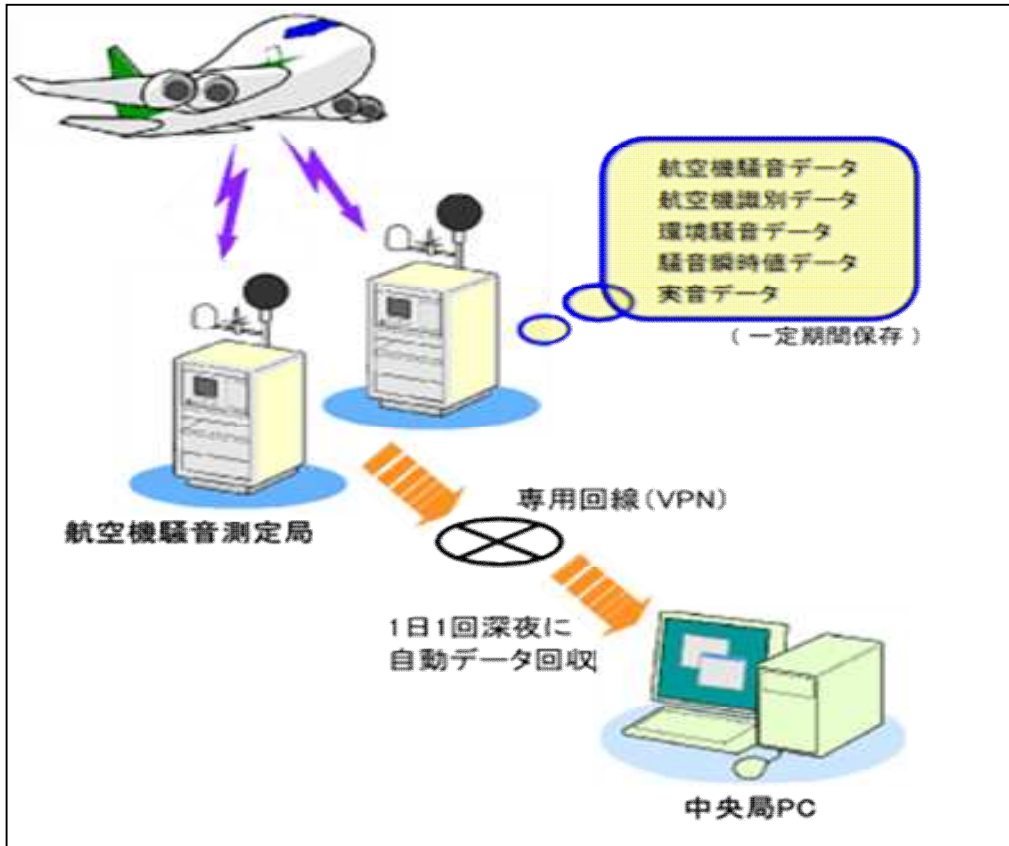 航空機騒音データ
航空機識別データ
環境騒音データ
騒音瞬時値データ
実音データ
(一定期間保存)
航空機騒音測定局
専用回線(VPN)
1日1回深夜に
自動データ回収
中央局PC